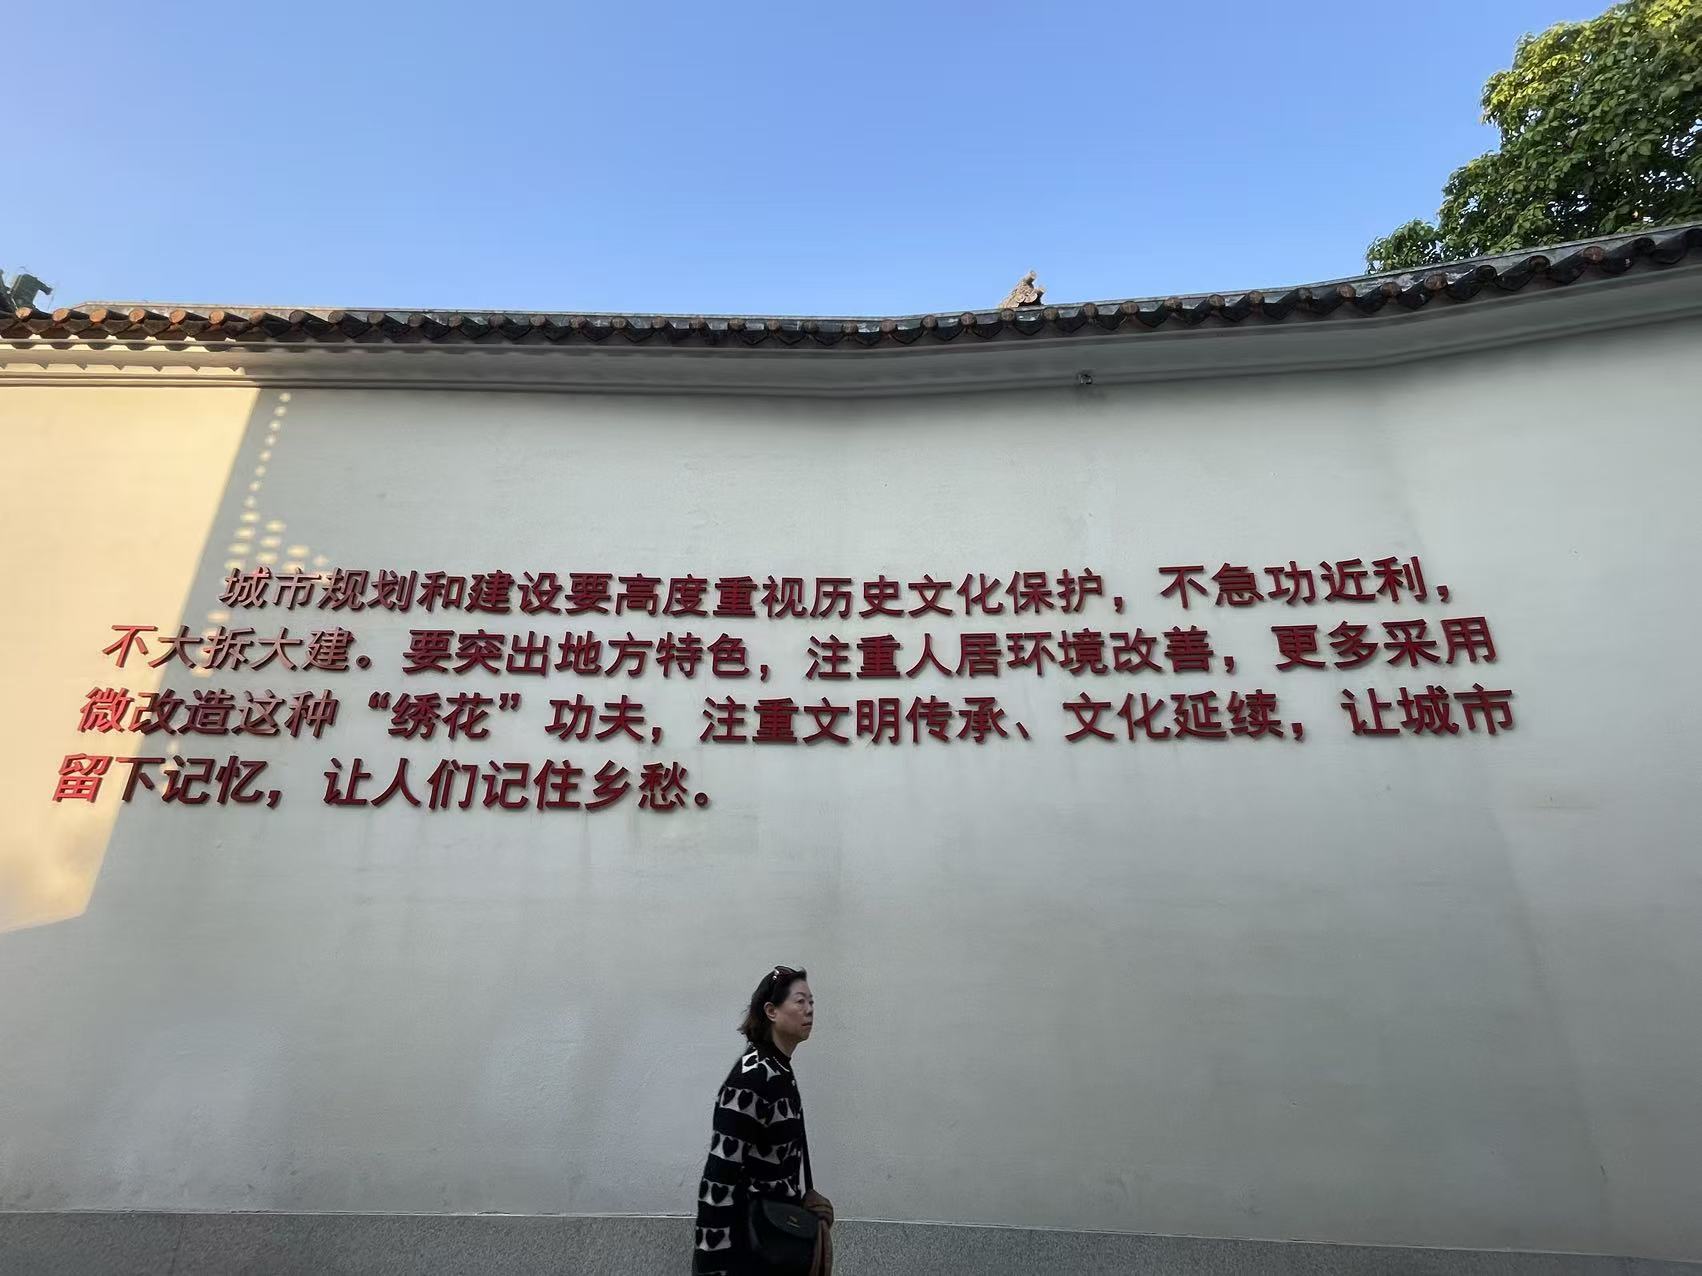 城市规划和建设要高度重视历史文化保护，不急功近利，
不大拆大建。要突出地方特色，注重人居环境改善，更多采用
微改造这种“绣花”功夫，注重文明传承、文化延续，让城市
留下记忆，让人们记住乡愁。